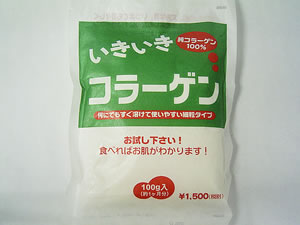 いきいき
純コラーゲン
100%
コラーゲン
何にでもすぐ溶けて使いやすい細粒タイプ
お試し下さい!
食べればお肌がわかります!
100g入
(約1ヶ月分)
¥1,500(税別)